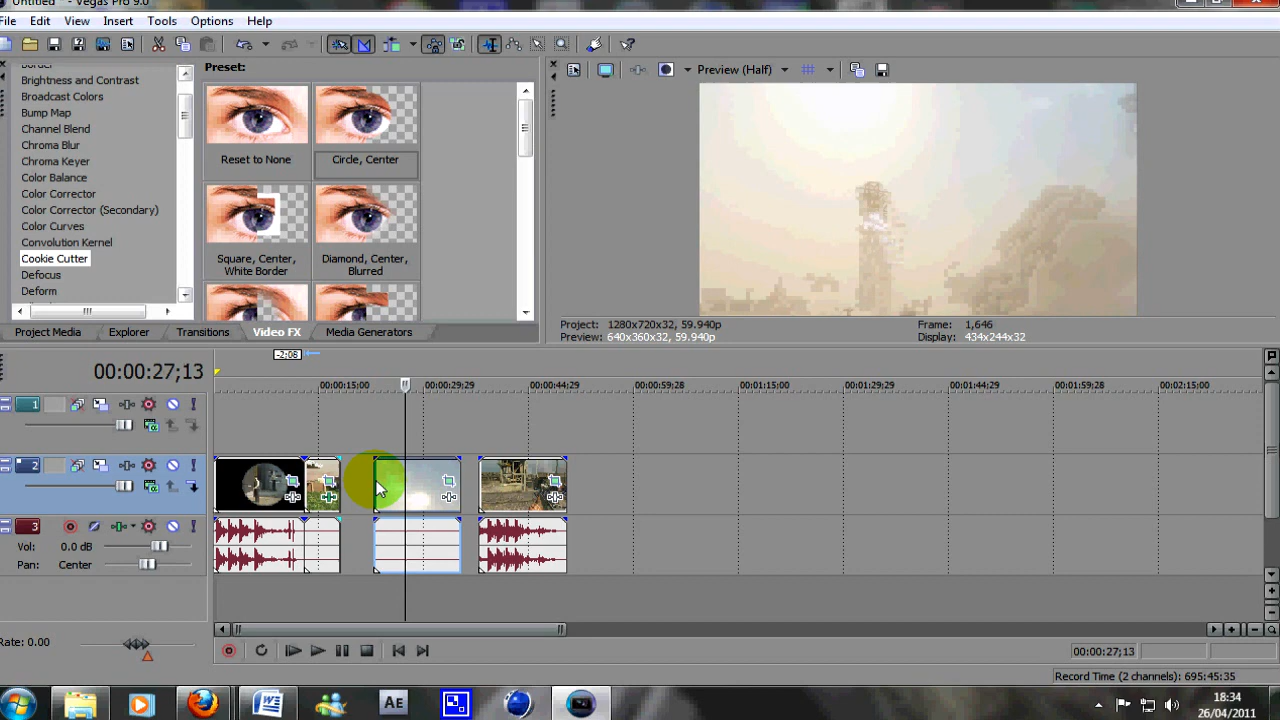 Untitled * - Vegas Pro 9.0
File Edit View Insert Tools Options Help
Border
Brightness and Contrast
Broadcast Colors
Bump Map
Channel Blend
Chroma Blur
Chroma Keyer
Color Balance
Color Corrector
Color Corrector (Secondary)
Color Curves
Convolution Kernel
Cookie Cutter
Defocus
Deform
Preset:
Reset to None
Circle, Center
Square, Center,
White Border
Diamond, Center,
Blurred
Project Media Explorer Transitions Video FX Media Generators
Preview (Half)
Project: 1280x720x32, 59.940p
Preview: 640x360x32, 59.940p
Frame: 1,646
Display: 434x244x32
-2:06
00:00:27;13
00:00:15;00 00:00:29;29 00:00:44;29 00:00:59;28 00:01:15;00 00:01:29;29 00:01:44;29 00:01:59;28 00:02:15;00
1
2
3
Vol: 0.0 dB
Pan: Center
Rate: 0.00
00:00:27;13
Record Time (2 channels): 695:45:35
AE
18:34
26/04/2011